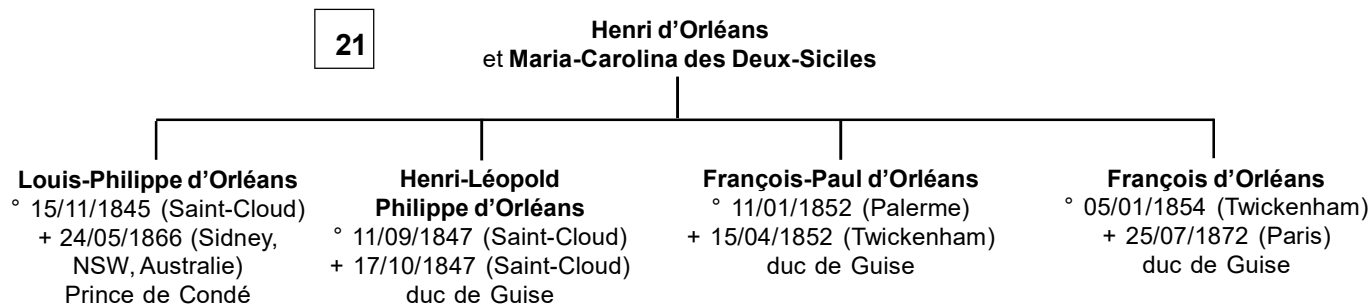 21
Henri d’Orléans
et Maria-Carolina des Deux-Siciles
Louis-Philippe d’Orléans
° 15/11/1845 (Saint-Cloud)
+ 24/05/1866 (Sidney,
NSW, Australie)
Prince de Condé
Henri-Léopold
Philippe d’Orléans
° 11/09/1847 (Saint-Cloud)
+ 17/10/1847 (Saint-Cloud)
duc de Guise
François-Paul d’Orléans
° 11/01/1852 (Palerme)
+ 15/04/1852 (Twickenham)
duc de Guise
François d’Orléans
° 05/01/1854 (Twickenham)
+ 25/07/1872 (Paris)
duc de Guise